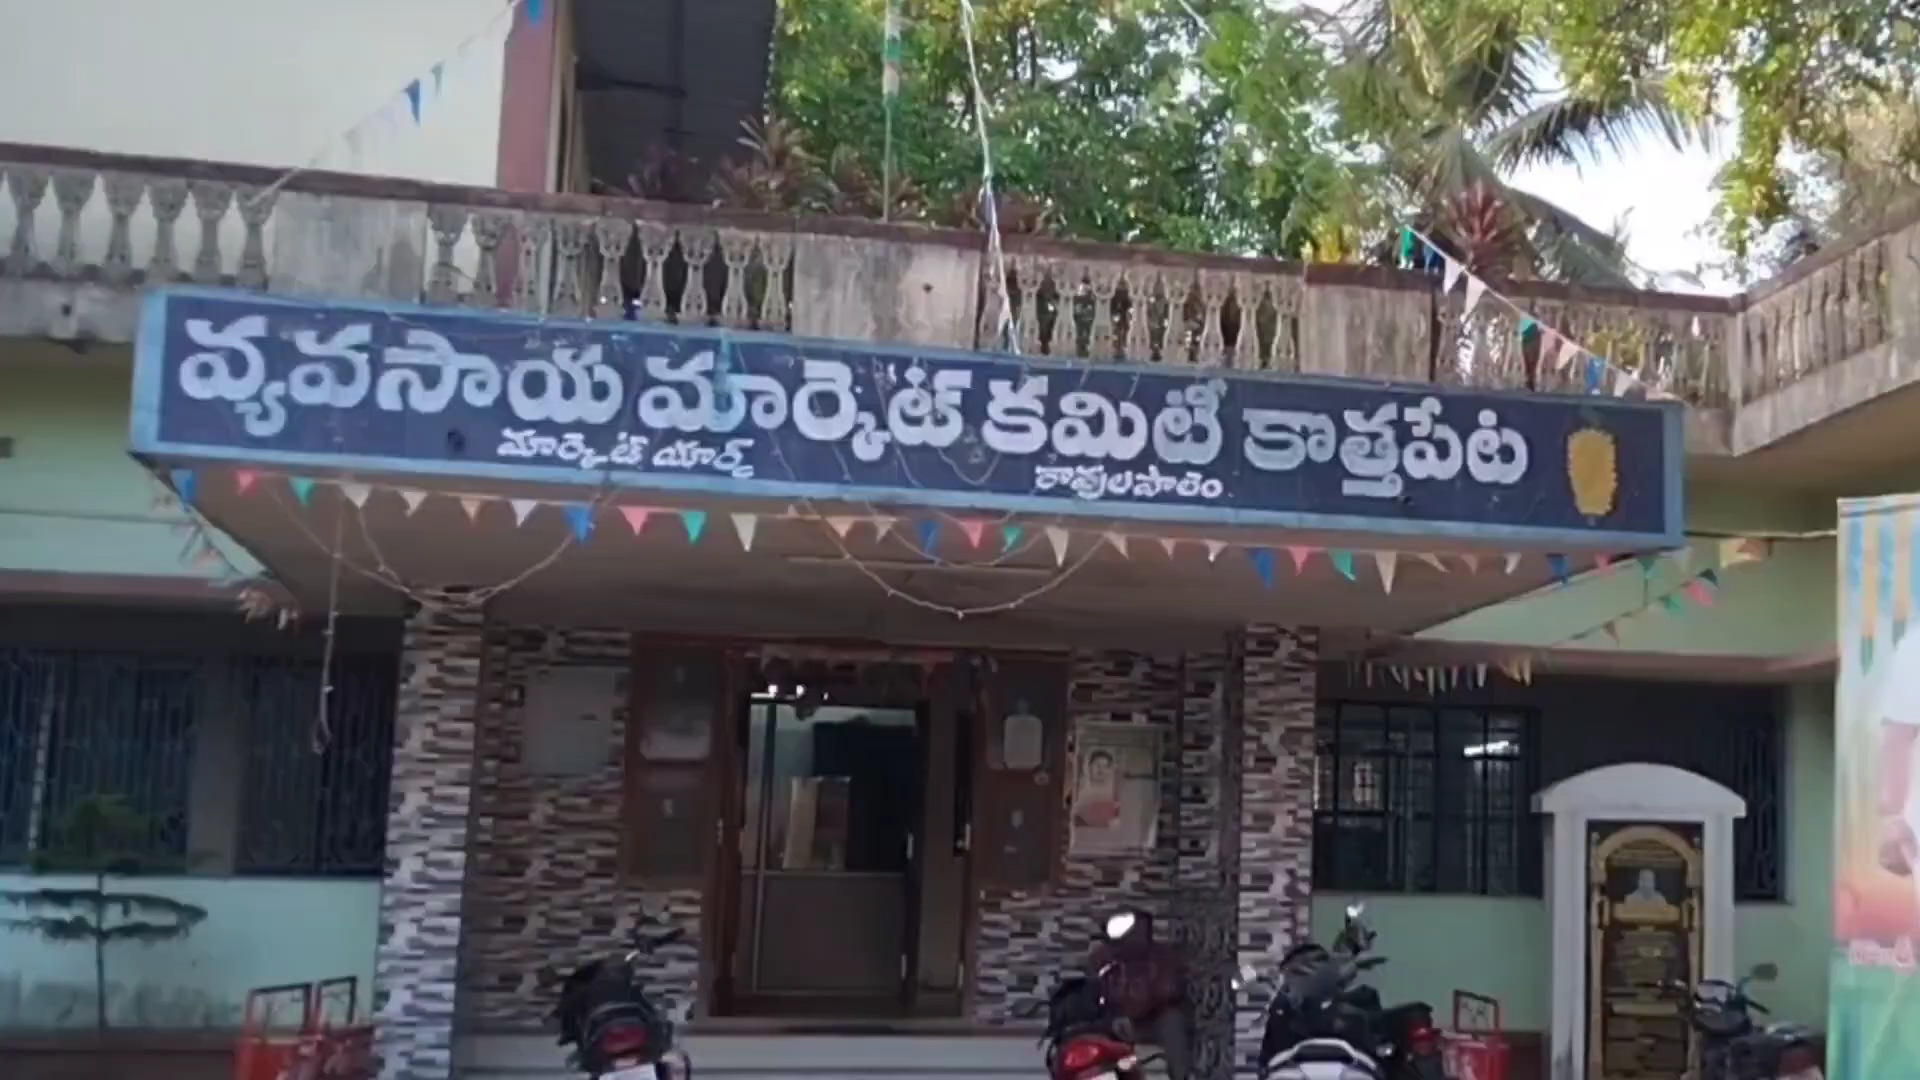 వ్యవసాయ మార్కెట్ కమిటీ కొత్తపేట
మార్కెట్ యార్డ్ రావులపాలెం